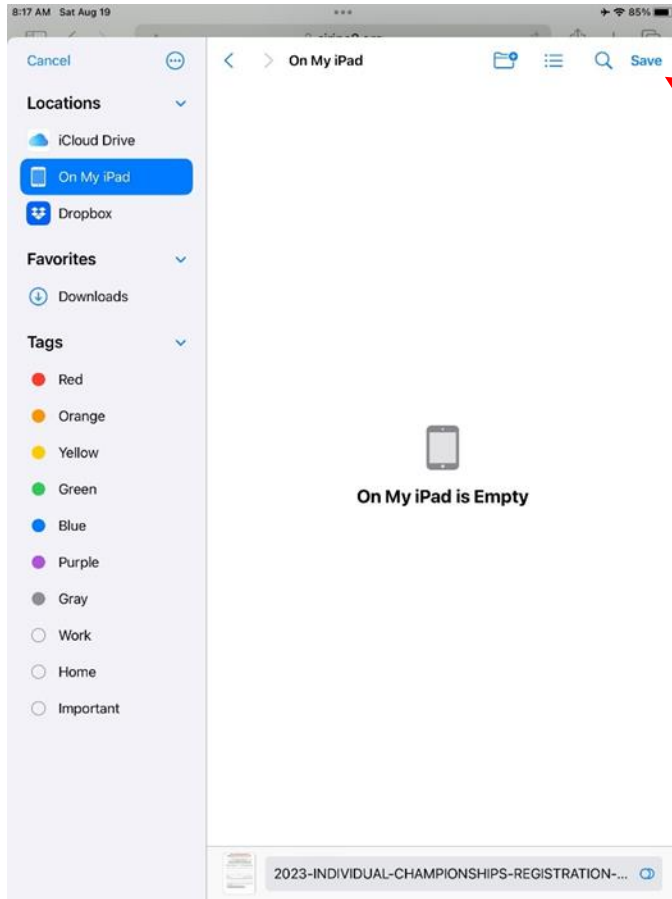 8:17 AM Sat Aug 19
85%
Cancel
On My iPad
Save
Locations
iCloud Drive
On My iPad
Dropbox
Favorites
Downloads
Tags
Red
Orange
Yellow
Green
On My iPad is Empty
Blue
Purple
Gray
Work
Home
Important
2023-INDIVIDUAL-CHAMPIONSHIPS-REGISTRATION-...